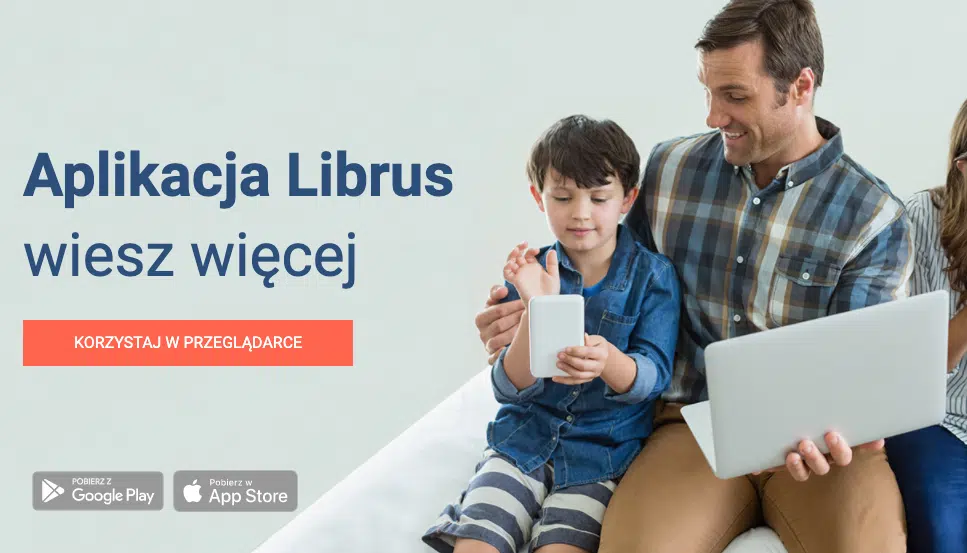 Aplikacja Librus
wiesz więcej
KORZYSTAJ W PRZEGLĄDARCE
POBIERZ Z
Google Play
Pobierz w
App Store